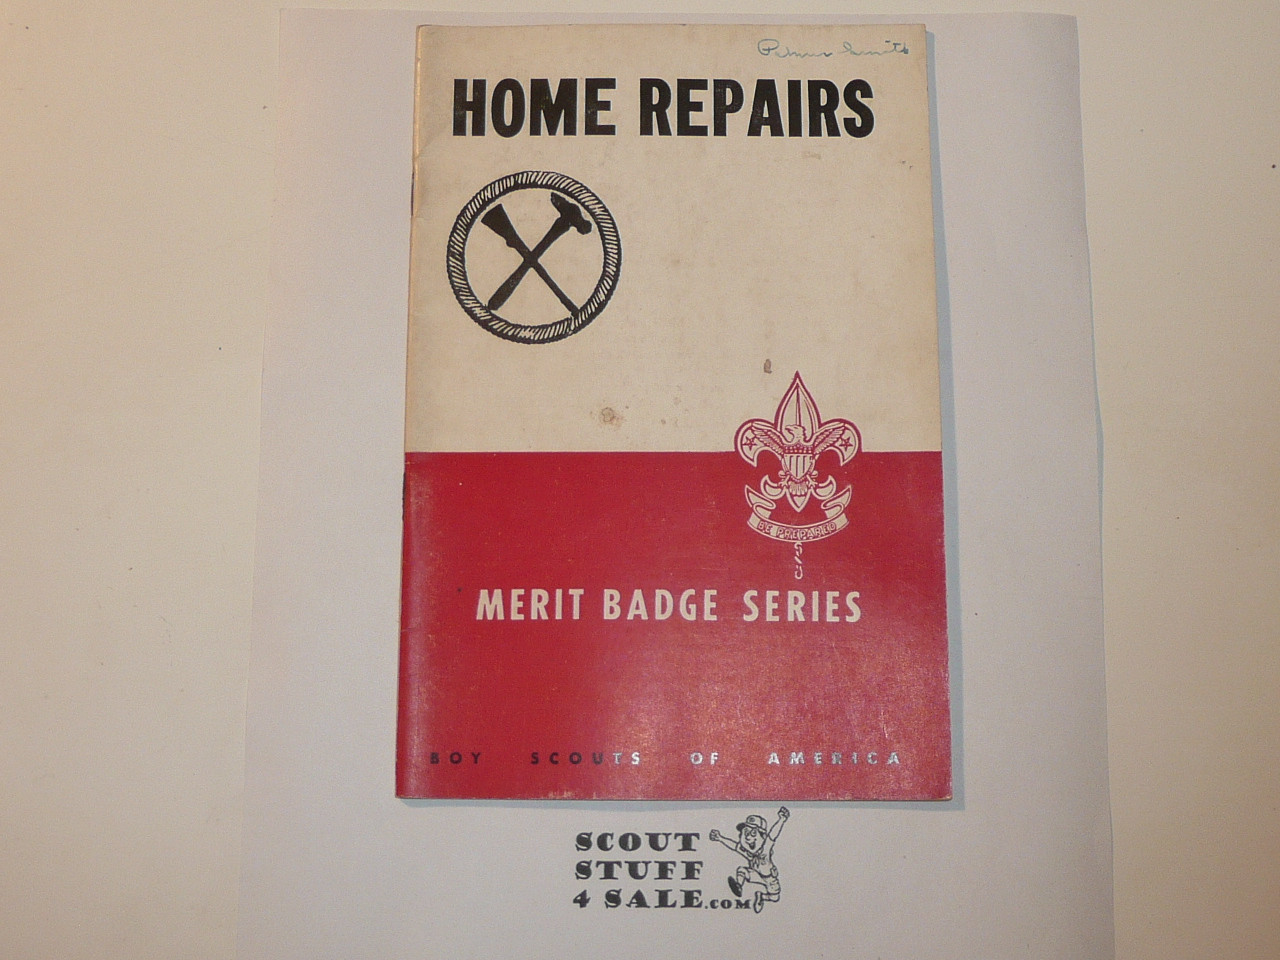 HOME REPAIRS
BE PREPARED
MERIT BADGE SERIES
BOY SCOUTS OF AMERICA
SCOUT
STUFF
4 SALE.com